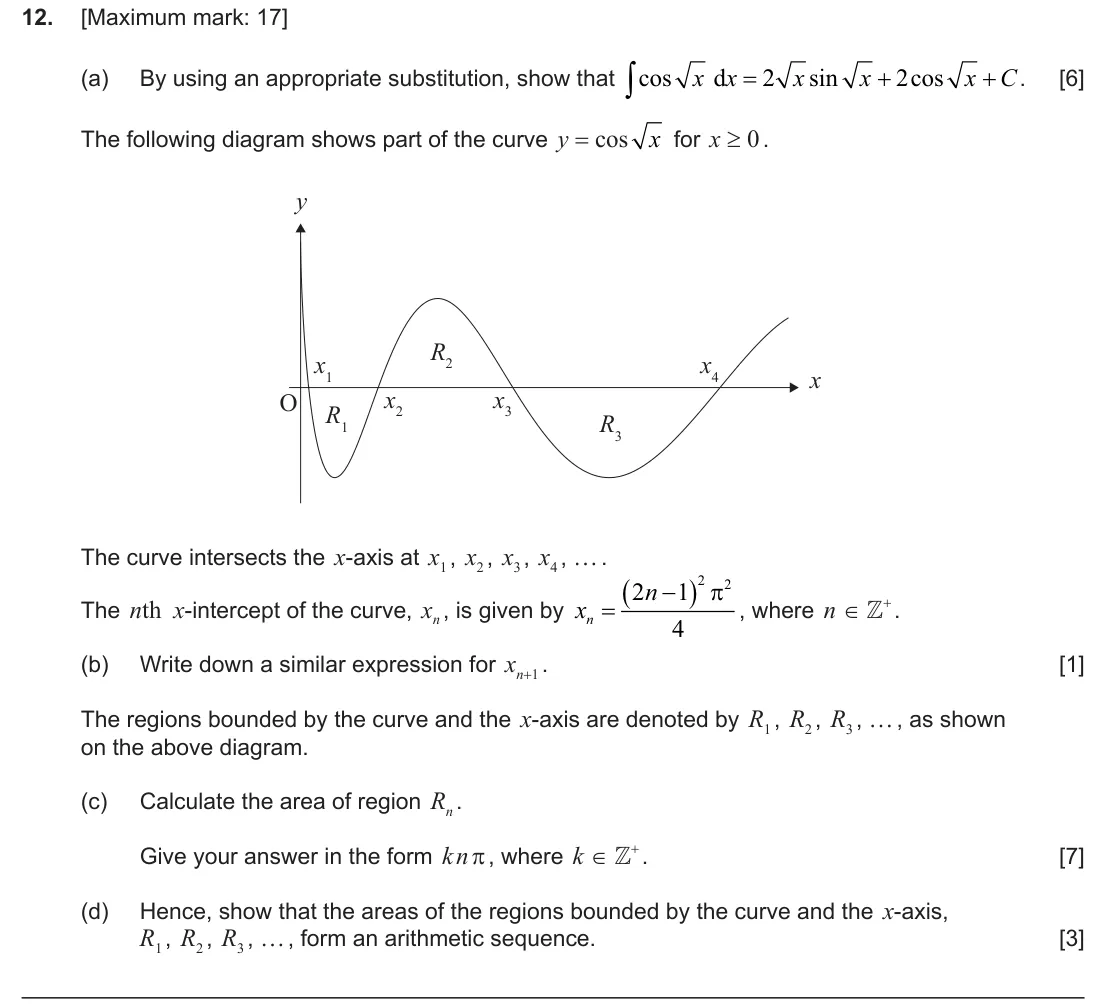 12. [Maximum mark: 17]
(a) By using an appropriate substitution, show that ∫cos√x dx = 2√x sin√x + 2cos√x + C. [6]
The following diagram shows part of the curve y = cos√x for x ≥ 0.
y
x₁
R₂
x₄
x
O
R₁
x₂
x₃
R₃
The curve intersects the x-axis at x₁, x₂, x₃, x₄, ….
The nth x-intercept of the curve, xₙ, is given by xₙ = (2n−1)²π²/4, where n ∈ ℤ⁺.
(b) Write down a similar expression for xₙ₊₁. [1]
The regions bounded by the curve and the x-axis are denoted by R₁, R₂, R₃, …, as shown
on the above diagram.
(c) Calculate the area of region Rₙ.
Give your answer in the form knπ, where k ∈ ℤ⁺. [7]
(d) Hence, show that the areas of the regions bounded by the curve and the x-axis,
R₁, R₂, R₃, …, form an arithmetic sequence. [3]